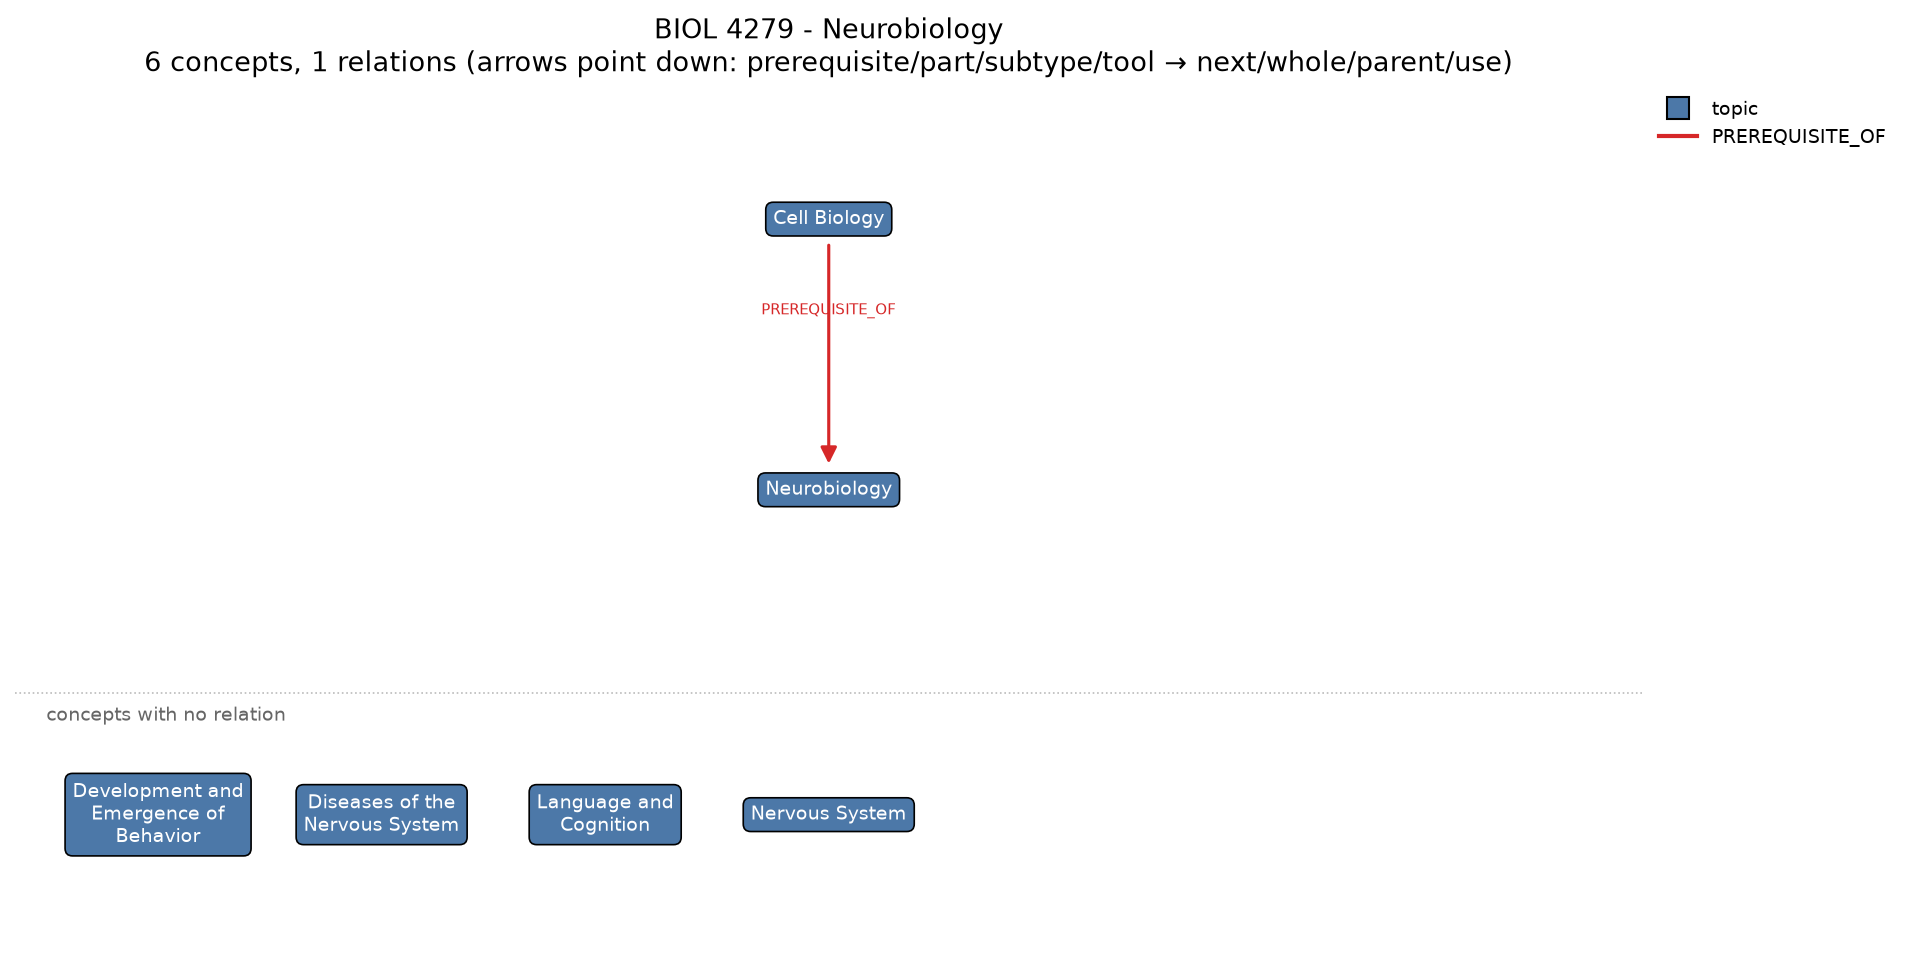 BIOL 4279 - Neurobiology
6 concepts, 1 relations (arrows point down: prerequisite/part/subtype/tool → next/whole/parent/use)
topic
PREREQUISITE_OF
Cell Biology
PREREQUISITE_OF
Neurobiology
concepts with no relation
Development and
Emergence of
Behavior
Diseases of the
Nervous System
Language and
Cognition
Nervous System